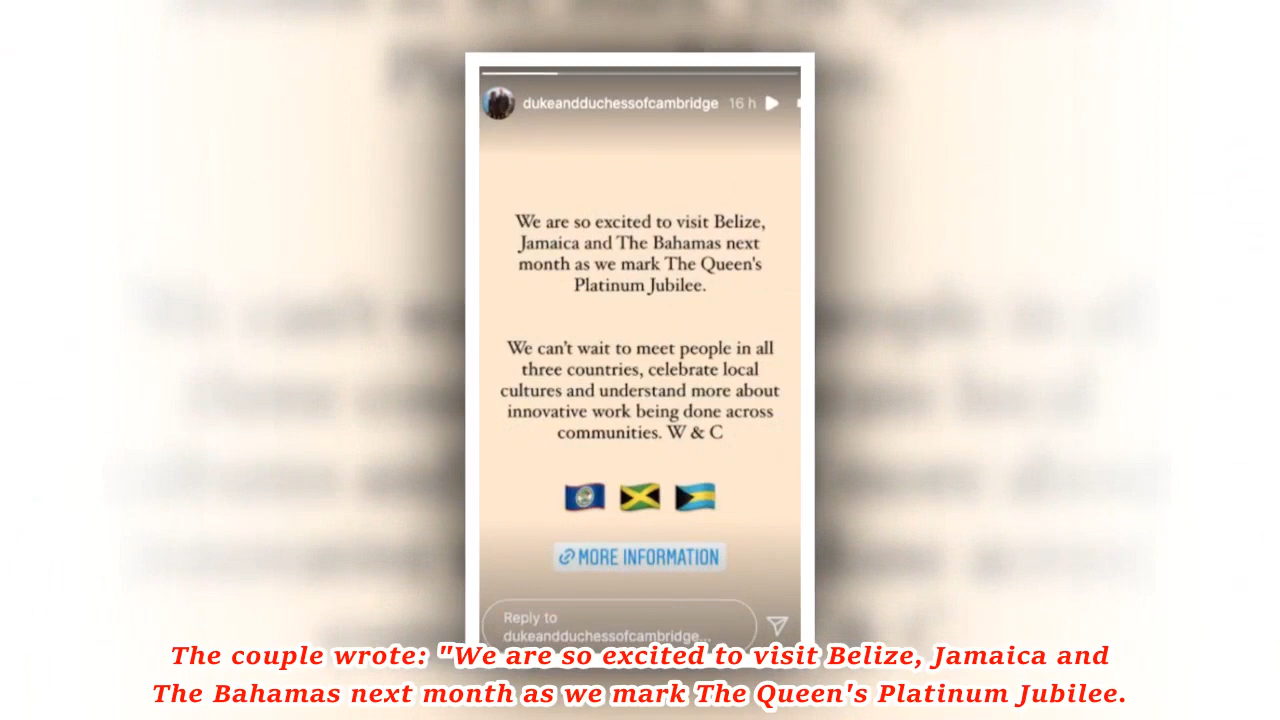 dukeandduchessofcambridge 16 h
We are so excited to visit Belize,
Jamaica and The Bahamas next
month as we mark The Queen's
Platinum Jubilee.
We can't wait to meet people in all
three countries, celebrate local
cultures and understand more about
innovative work being done across
communities. W & C
MORE INFORMATION
Reply to
dukeandduchessofcambridge...
The couple wrote: "We are so excited to visit Belize, Jamaica and
The Bahamas next month as we mark The Queen's Platinum Jubilee.